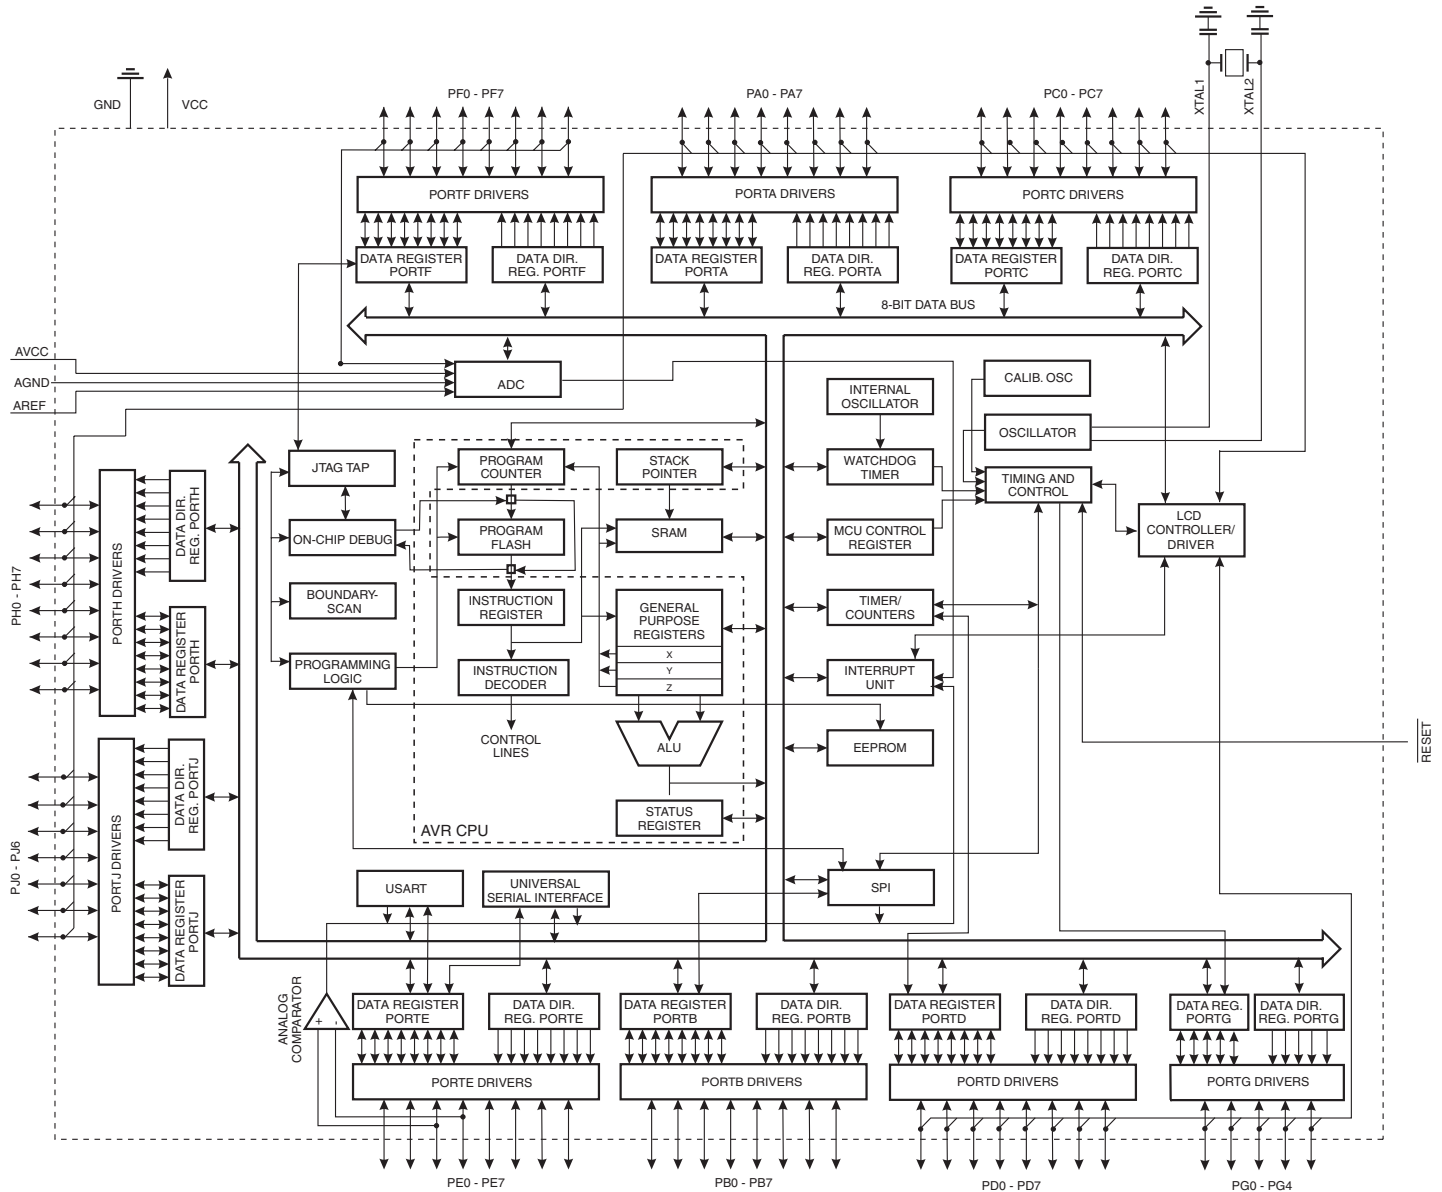 XTAL1
XTAL2
GND
VCC
PF0 - PF7
PA0 - PA7
PC0 - PC7
PORTF DRIVERS
PORTA DRIVERS
PORTC DRIVERS
DATA REGISTER
PORTF
DATA DIR.
REG. PORTF
DATA REGISTER
PORTA
DATA DIR.
REG. PORTA
DATA REGISTER
PORTC
DATA DIR.
REG. PORTC
8-BIT DATA BUS
AVCC
AGND
AREF
ADC
INTERNAL
OSCILLATOR
CALIB. OSC
OSCILLATOR
JTAG TAP
PROGRAM
COUNTER
STACK
POINTER
WATCHDOG
TIMER
TIMING AND
CONTROL
LCD
CONTROLLER/
DRIVER
ON-CHIP DEBUG
PROGRAM
FLASH
SRAM
MCU CONTROL
REGISTER
BOUNDARY-
SCAN
INSTRUCTION
REGISTER
GENERAL
PURPOSE
REGISTERS
X
Y
Z
TIMER/
COUNTERS
PROGRAMMING
LOGIC
INSTRUCTION
DECODER
INTERRUPT
UNIT
CONTROL
LINES
ALU
EEPROM
STATUS
REGISTER
AVR CPU
RESET
PH0 - PH7
PORTH DRIVERS
DATA DIR.
REG. PORTH
DATA REGISTER
PORTH
PJ0 - PJ6
PORTJ DRIVERS
DATA DIR.
REG. PORTJ
DATA REGISTER
PORTJ
USART
UNIVERSAL
SERIAL INTERFACE
SPI
ANALOG
COMPARATOR
+
-
DATA REGISTER
PORTE
DATA DIR.
REG. PORTE
DATA REGISTER
PORTB
DATA DIR.
REG. PORTB
DATA REGISTER
PORTD
DATA DIR.
REG. PORTD
DATA REG.
PORTG
DATA DIR.
REG. PORTG
PORTE DRIVERS
PORTB DRIVERS
PORTD DRIVERS
PORTG DRIVERS
PE0 - PE7
PB0 - PB7
PD0 - PD7
PG0 - PG4